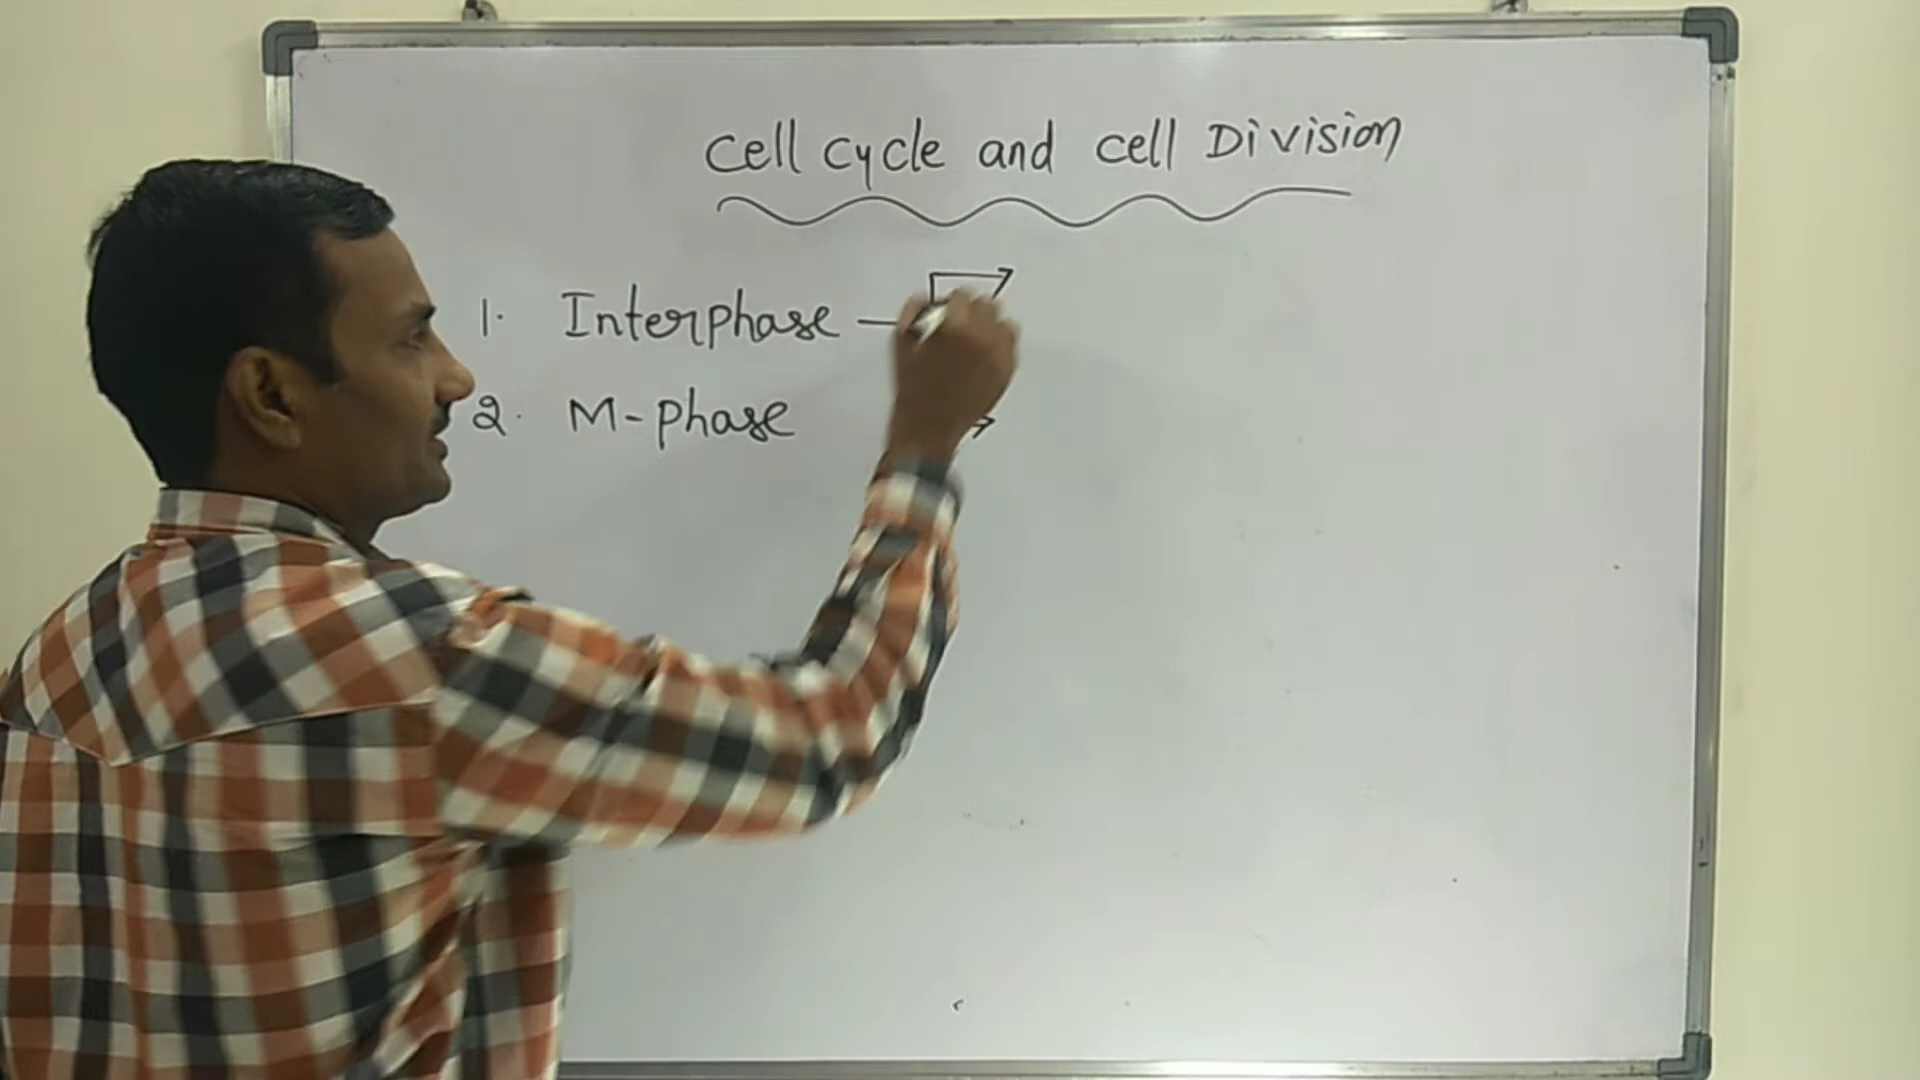 Cell Cycle and Cell Division
1. Interphase
2. M-phase